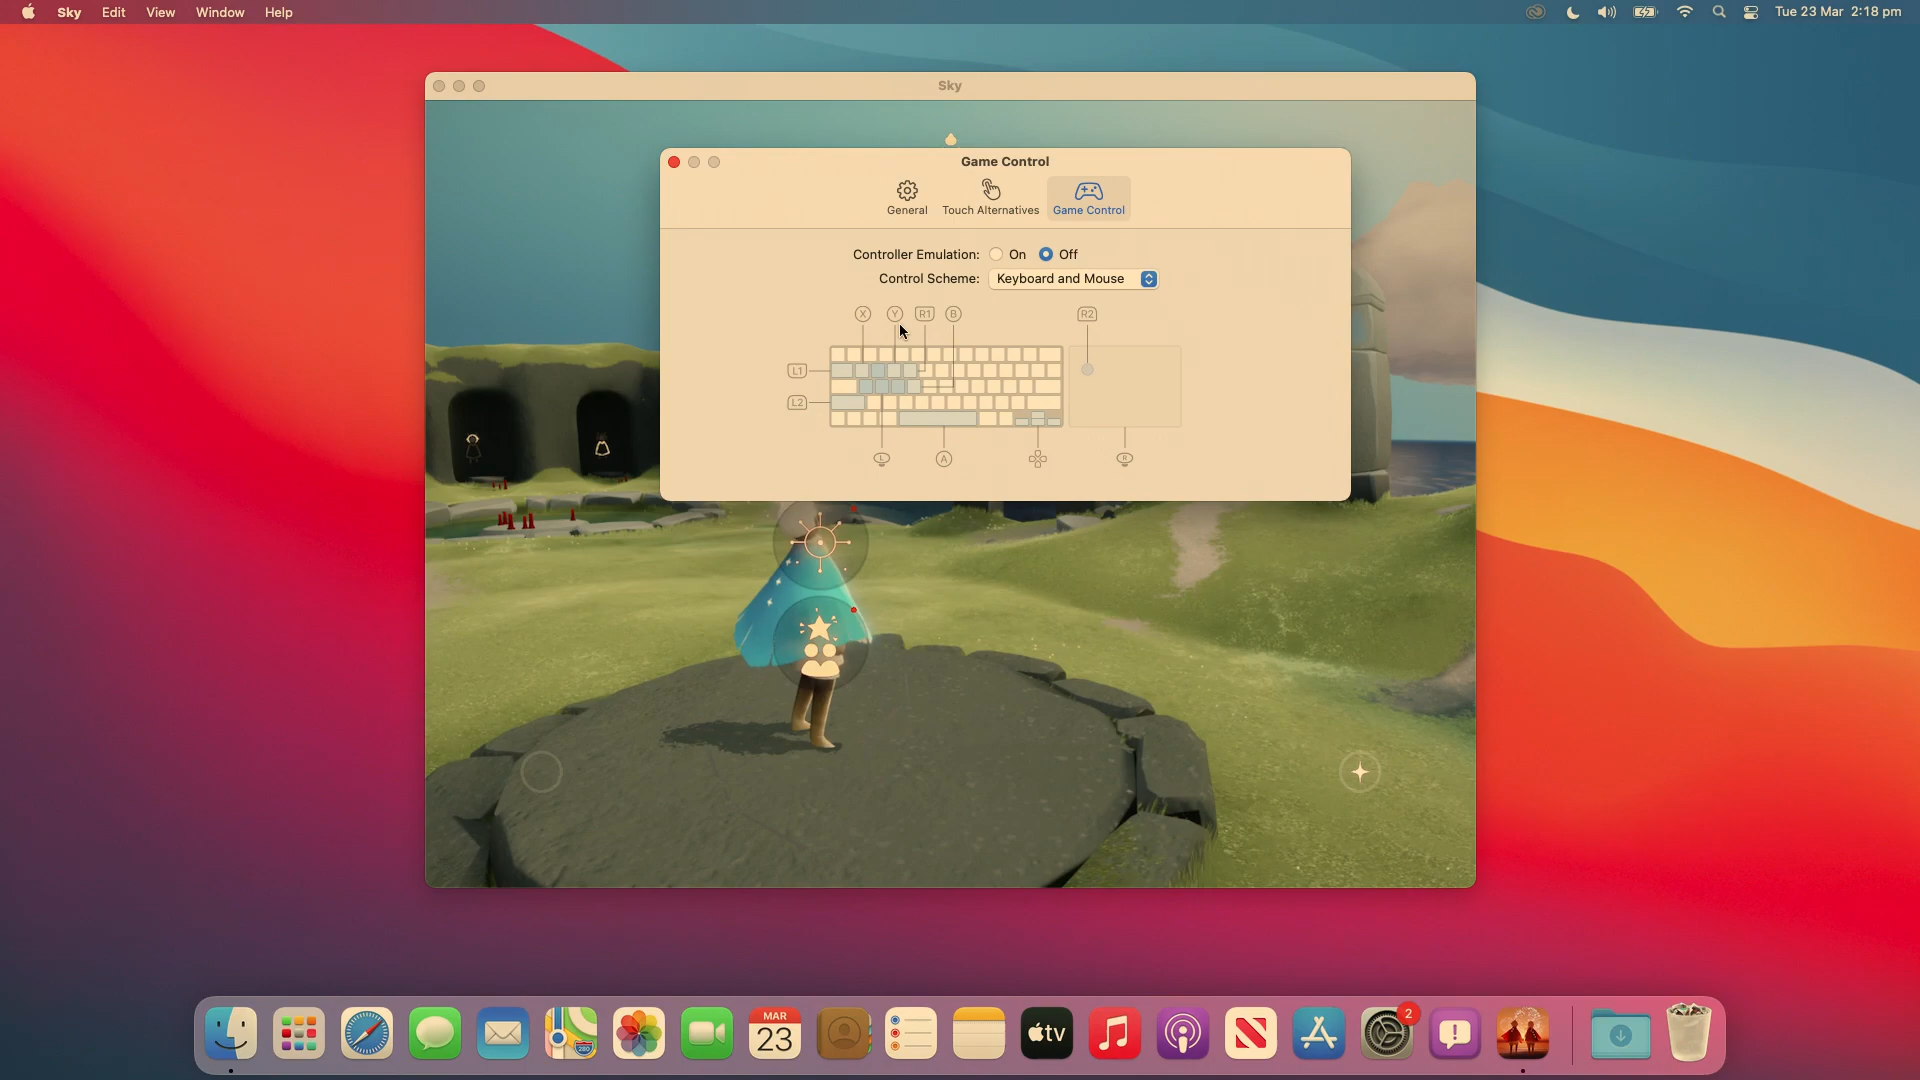 Sky Edit View Window Help Tue 23 Mar 2:18 pm
Sky
Game Control
General Touch Alternatives Game Control
Controller Emulation: On Off
Control Scheme: Keyboard and Mouse
X Y R1 B R2
L1
L2
L A R
MAR
23
280
tv
2